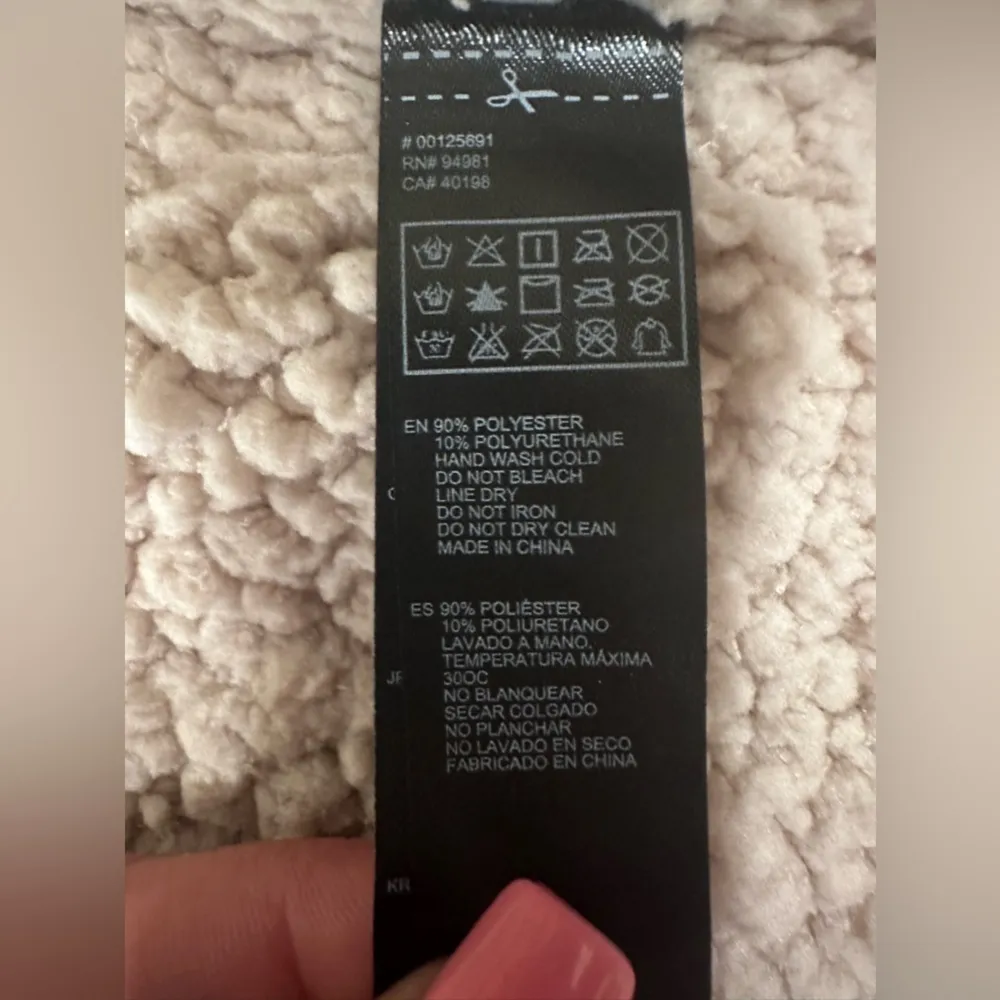 # 00125691
RN# 94981
CA# 40198
EN 90% POLYESTER
10% POLYURETHANE
HAND WASH COLD
DO NOT BLEACH
LINE DRY
DO NOT IRON
DO NOT DRY CLEAN
MADE IN CHINA
ES 90% POLIÉSTER
10% POLIURETANO
LAVADO A MANO.
TEMPERATURA MÁXIMA
30OC
NO BLANQUEAR
SECAR COLGADO
NO PLANCHAR
NO LAVADO EN SECO
FABRICADO EN CHINA
KR